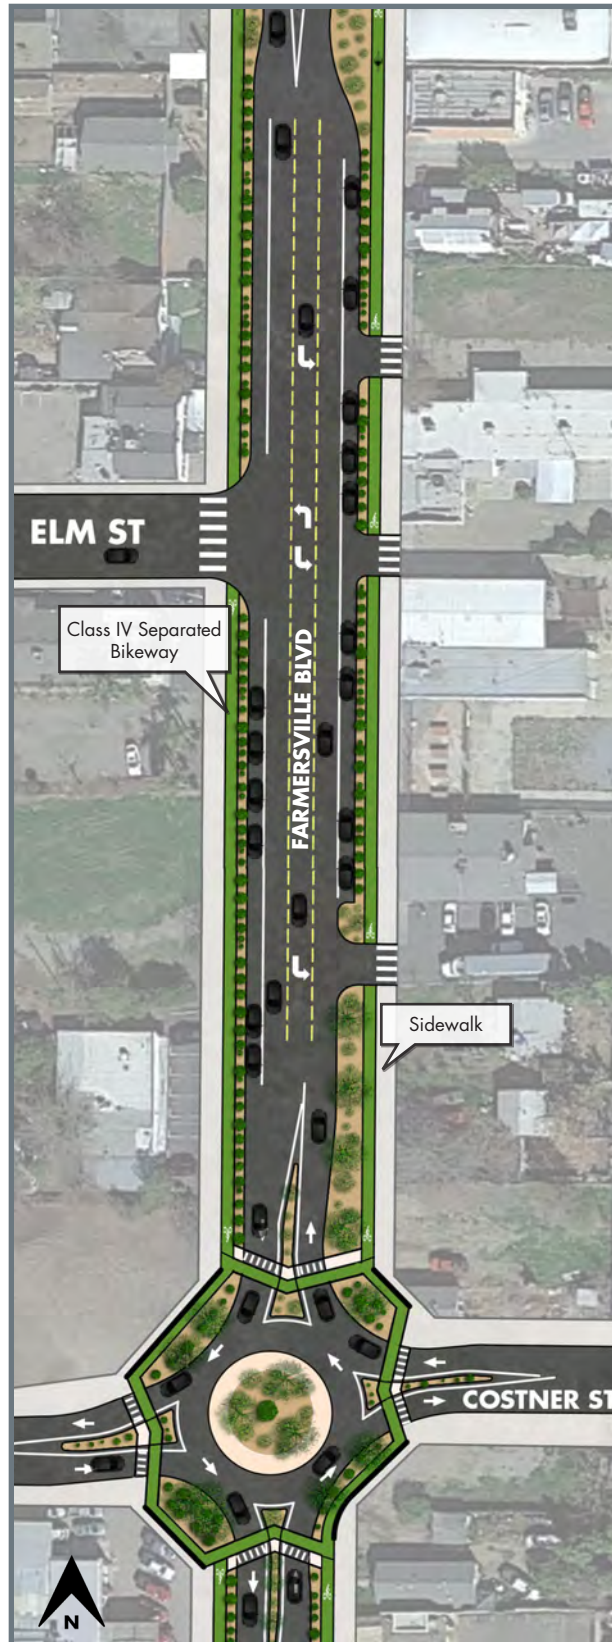 ELM ST
Class IV Separated
Bikeway
FARMERSVILLE BLVD
Sidewalk
COSTNER ST
N